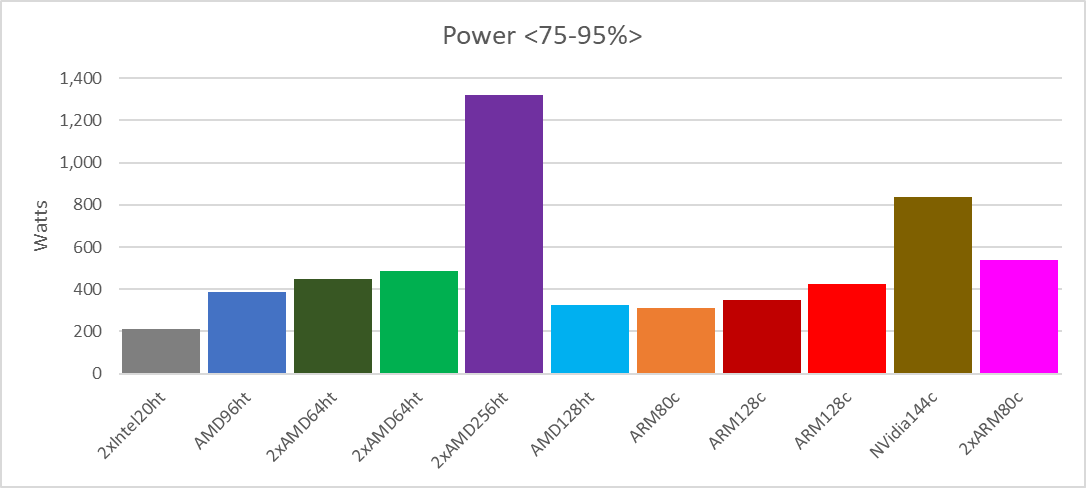 Power <75-95%>
1,400
1,200
1,000
800
600
400
200
0
Watts
2xIntel20ht
AMD96ht
2xAMD64ht
2xAMD64ht
2xAMD256ht
AMD128ht
ARM80c
ARM128c
ARM128c
NVidia144c
2xARM80c